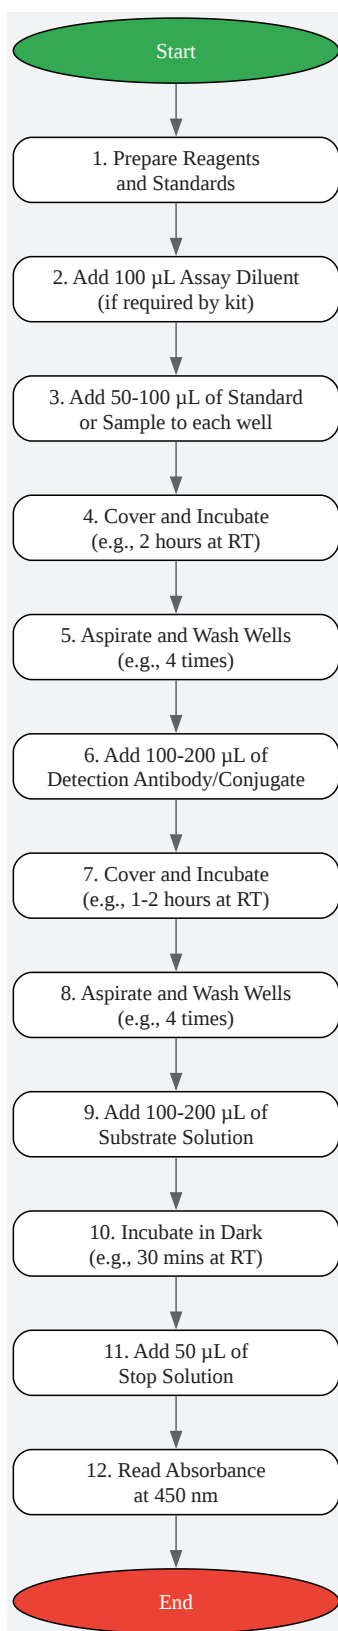 Start
1. Prepare Reagents
and Standards
2. Add 100 µL Assay Diluent
(if required by kit)
3. Add 50-100 µL of Standard
or Sample to each well
4. Cover and Incubate
(e.g., 2 hours at RT)
5. Aspirate and Wash Wells
(e.g., 4 times)
6. Add 100-200 µL of
Detection Antibody/Conjugate
7. Cover and Incubate
(e.g., 1-2 hours at RT)
8. Aspirate and Wash Wells
(e.g., 4 times)
9. Add 100-200 µL of
Substrate Solution
10. Incubate in Dark
(e.g., 30 mins at RT)
11. Add 50 µL of
Stop Solution
12. Read Absorbance
at 450 nm
End